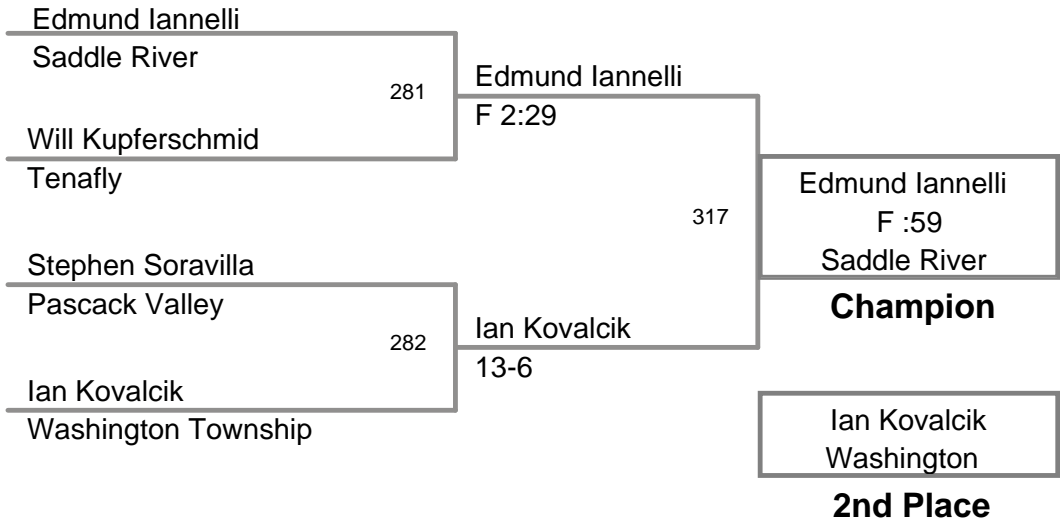 Edmund Iannelli
Saddle River
281
Edmund Iannelli
F 2:29
Will Kupferschmid
Tenafly
317
Edmund Iannelli
F :59
Saddle River
Champion
Stephen Soravilla
Pascack Valley
282
Ian Kovalcik
13-6
Ian Kovalcik
Washington Township
Ian Kovalcik
Washington
2nd Place